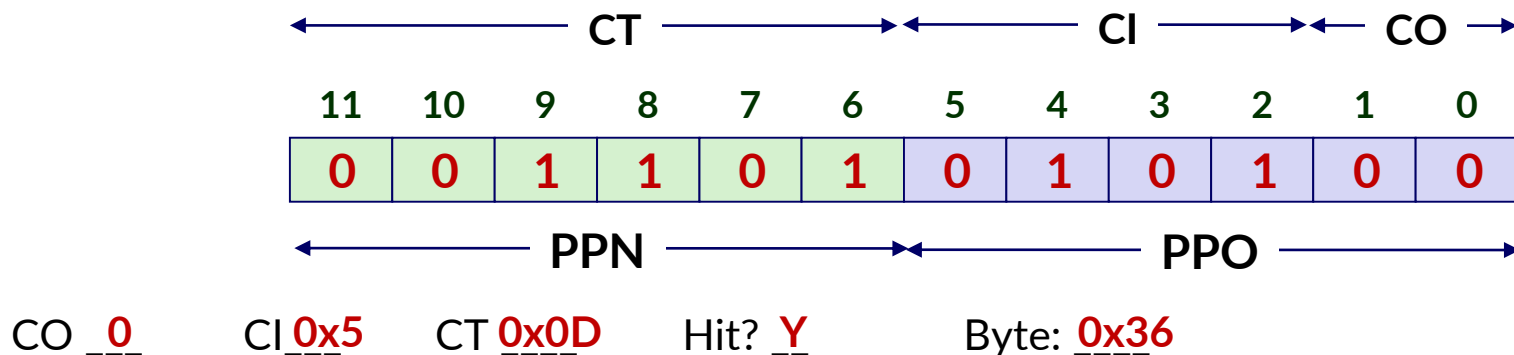 CT CI CO
11 10 9 8 7 6 5 4 3 2 1 0
0 0 1 1 0 1 0 1 0 1 0 0
PPN PPO
CO 0 CI 0x5 CT 0x0D Hit? Y Byte: 0x36